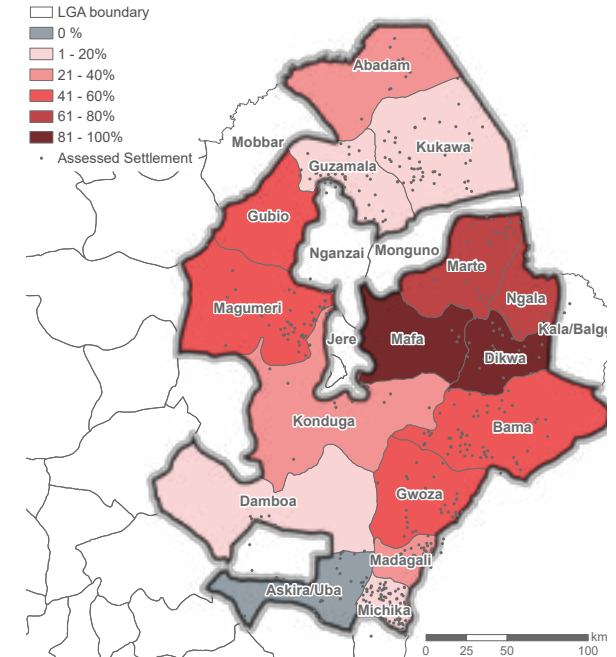 LGA boundary
0 %
1 - 20%
21 - 40%
41 - 60%
61 - 80%
81 - 100%
Assessed Settlement
Abadam
Mobbar
Kukawa
Guzamala
Gubio
Nganzai
Monguno
Marte
Ngala
Magumeri
Kala/Balge
Jere
Mafa
Dikwa
Konduga
Bama
Damboa
Gwoza
Madagali
Askira/Uba
Michika
km
0 25 50 100